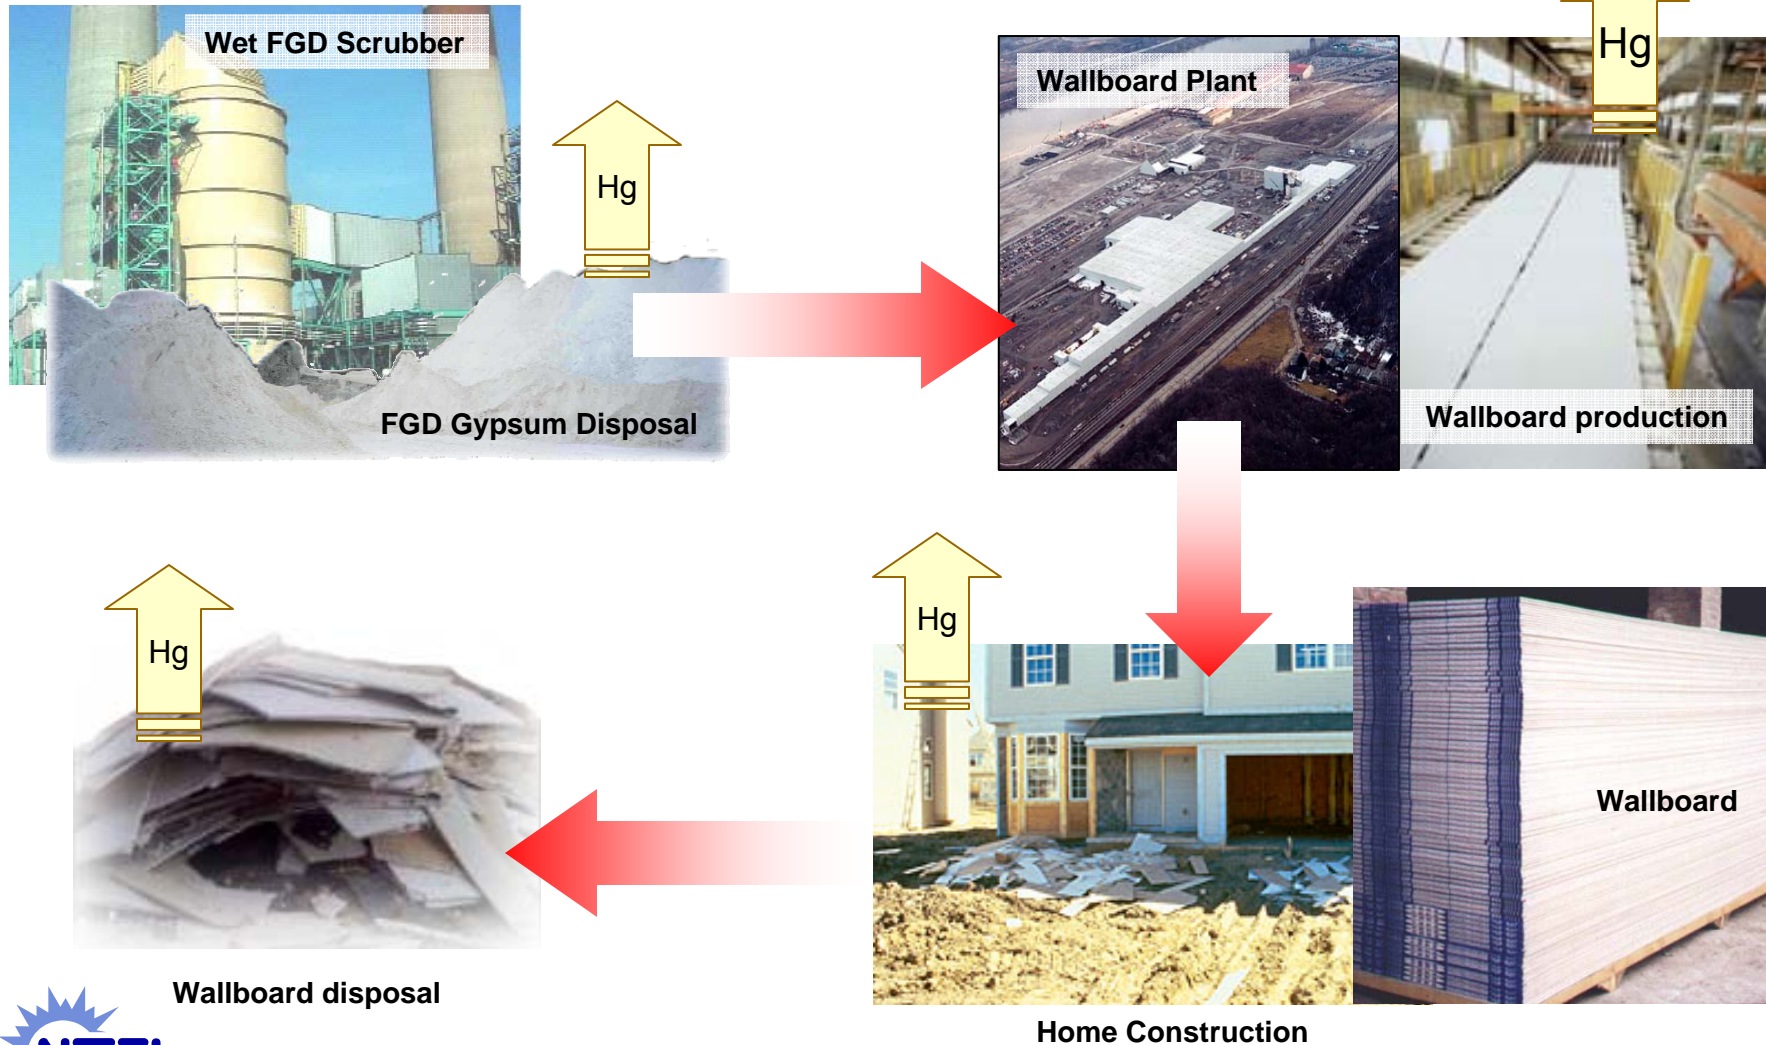 Wet FGD Scrubber
Hg
FGD Gypsum Disposal
Wallboard Plant
Hg
Wallboard production
Hg
Wallboard disposal
Hg
Wallboard
Home Construction